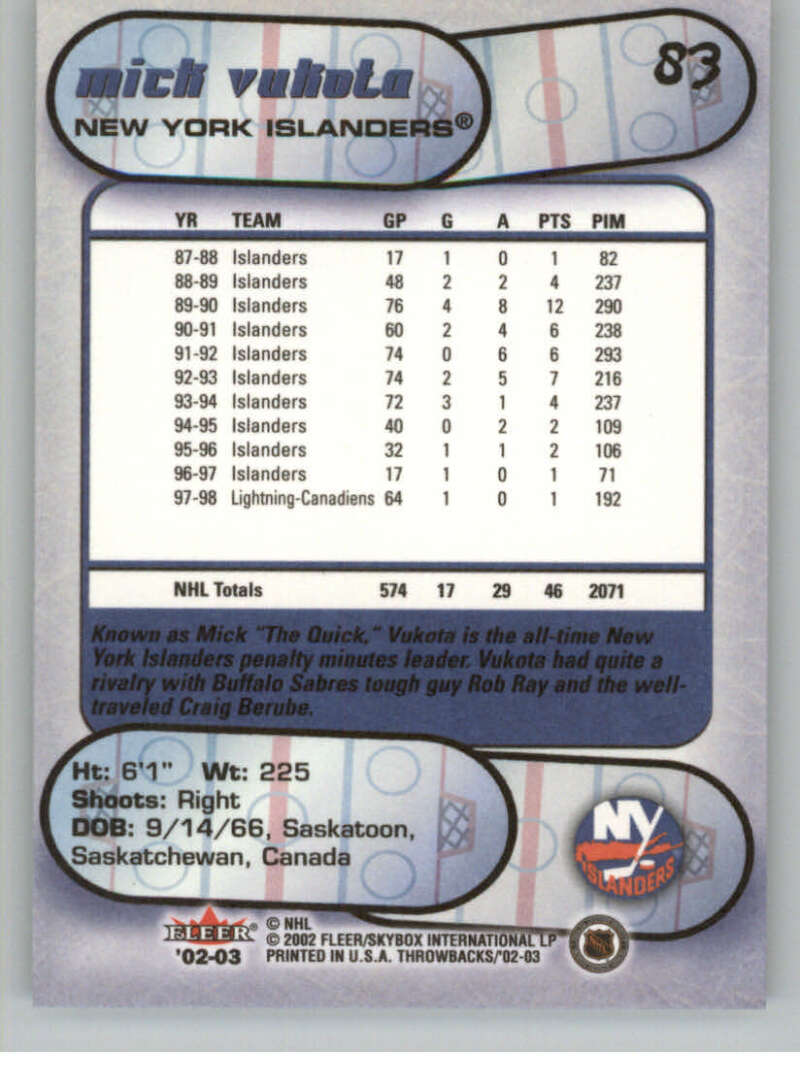 mick vukota
83
NEW YORK ISLANDERS®
YR TEAM GP G A PTS PIM
87-88 Islanders 17 1 0 1 82
88-89 Islanders 48 2 2 4 237
89-90 Islanders 76 4 8 12 290
90-91 Islanders 60 2 4 6 238
91-92 Islanders 74 0 6 6 293
92-93 Islanders 74 2 5 7 216
93-94 Islanders 72 3 1 4 237
94-95 Islanders 40 0 2 2 109
95-96 Islanders 32 1 1 2 106
96-97 Islanders 17 1 0 1 71
97-98 Lightning-Canadiens 64 1 0 1 192
NHL Totals 574 17 29 46 2071
Known as Mick "The Quick," Vukota is the all-time New
York Islanders penalty minutes leader. Vukota had quite a
rivalry with Buffalo Sabres tough guy Rob Ray and the well-
traveled Craig Berube.
Ht: 6'1" Wt: 225
Shoots: Right
DOB: 9/14/66, Saskatoon,
Saskatchewan, Canada
NY
ISLANDERS
FLEER®
'02-03
© NHL
© 2002 FLEER/SKYBOX INTERNATIONAL LP
PRINTED IN U.S.A. THROWBACKS/'02-03